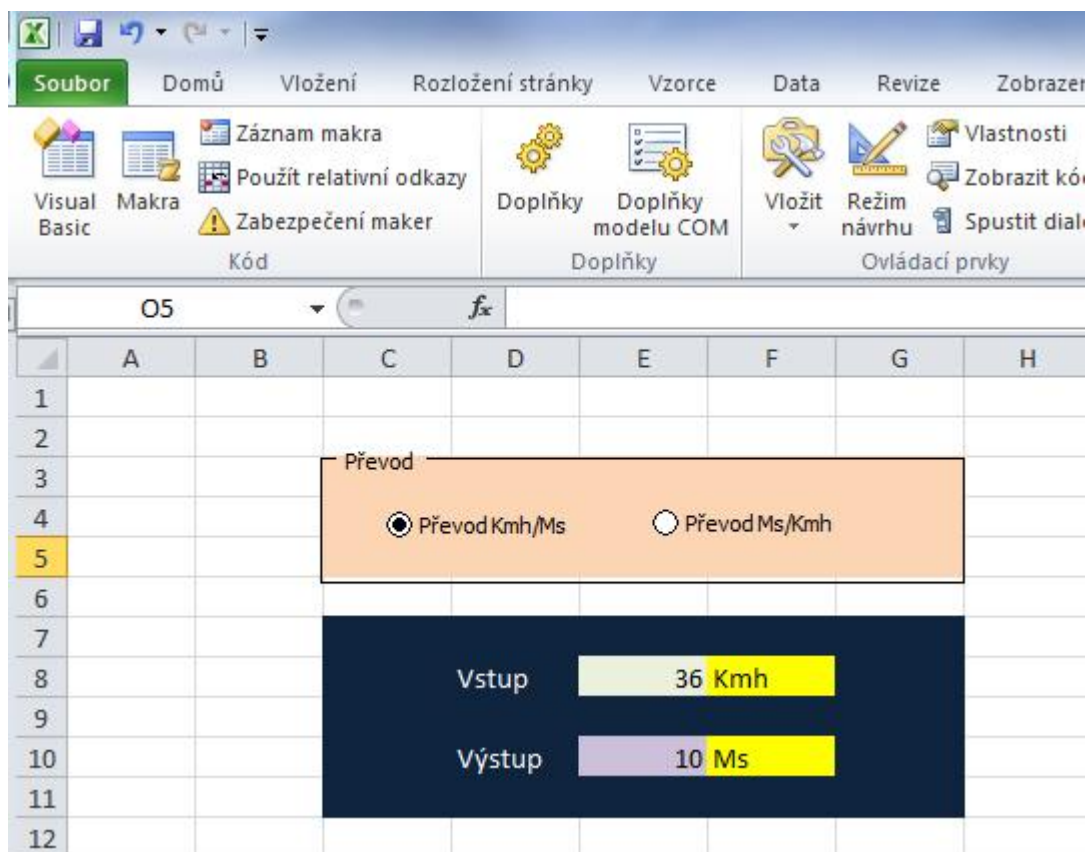 Soubor Domů Vložení Rozložení stránky Vzorce Data Revize Zobrazen
Visual Basic
Makra
Záznam makra
Použít relativní odkazy
Zabezpečení maker
Kód
Doplňky
Doplňky modelu COM
Doplňky
Vložit
Režim návrhu
Vlastnosti
Zobrazit kó
Spustit dial
Ovládací prvky
O5 fx
A B C D E F G H
1
2
3
Převod
4
Převod Kmh/Ms Převod Ms/Kmh
5
6
7
8 Vstup 36 Kmh
9
10 Výstup 10 Ms
11
12